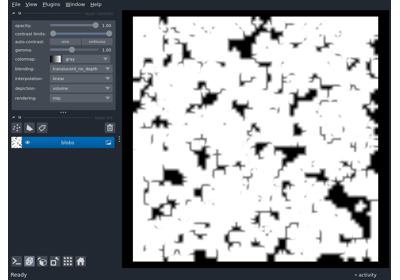 File View Plugins Window Help
opacity: 1.00
contrast limits:
auto-contrast: once continuous
gamma: 1.00
colormap: gray
blending: translucent_no_depth
interpolation: linear
depiction: volume
rendering: mip
blobs
Ready
activity